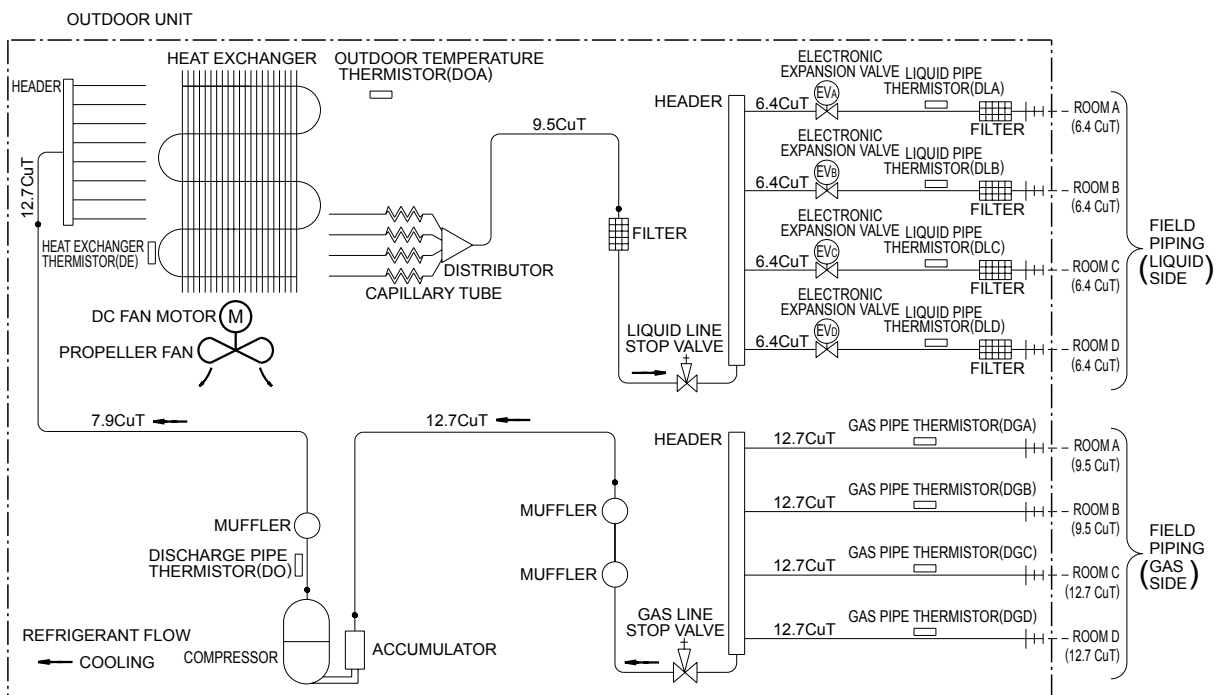 OUTDOOR UNIT
HEAT EXCHANGER
OUTDOOR TEMPERATURE
THERMISTOR(DOA)
HEADER
12.7CuT
HEAT EXCHANGER
THERMISTOR(DE)
9.5CuT
DISTRIBUTOR
CAPILLARY TUBE
FILTER
DC FAN MOTOR
M
PROPELLER FAN
LIQUID LINE
STOP VALVE
HEADER
ELECTRONIC
EXPANSION VALVE
LIQUID PIPE
THERMISTOR(DLA)
6.4CuT
EVA
FILTER
ROOM A
(6.4 CuT)
ELECTRONIC
EXPANSION VALVE
LIQUID PIPE
THERMISTOR(DLB)
6.4CuT
EVB
FILTER
ROOM B
(6.4 CuT)
ELECTRONIC
EXPANSION VALVE
LIQUID PIPE
THERMISTOR(DLC)
6.4CuT
EVC
FILTER
ROOM C
(6.4 CuT)
ELECTRONIC
EXPANSION VALVE
LIQUID PIPE
THERMISTOR(DLD)
6.4CuT
EVD
FILTER
ROOM D
(6.4 CuT)
FIELD
PIPING
(LIQUID
SIDE)
7.9CuT
12.7CuT
MUFFLER
DISCHARGE PIPE
THERMISTOR(DO)
COMPRESSOR
ACCUMULATOR
MUFFLER
MUFFLER
GAS LINE
STOP VALVE
HEADER
12.7CuT
GAS PIPE THERMISTOR(DGA)
ROOM A
(9.5 CuT)
12.7CuT
GAS PIPE THERMISTOR(DGB)
ROOM B
(9.5 CuT)
12.7CuT
GAS PIPE THERMISTOR(DGC)
ROOM C
(12.7 CuT)
12.7CuT
GAS PIPE THERMISTOR(DGD)
ROOM D
(12.7 CuT)
FIELD
PIPING
(GAS
SIDE)
REFRIGERANT FLOW
COOLING